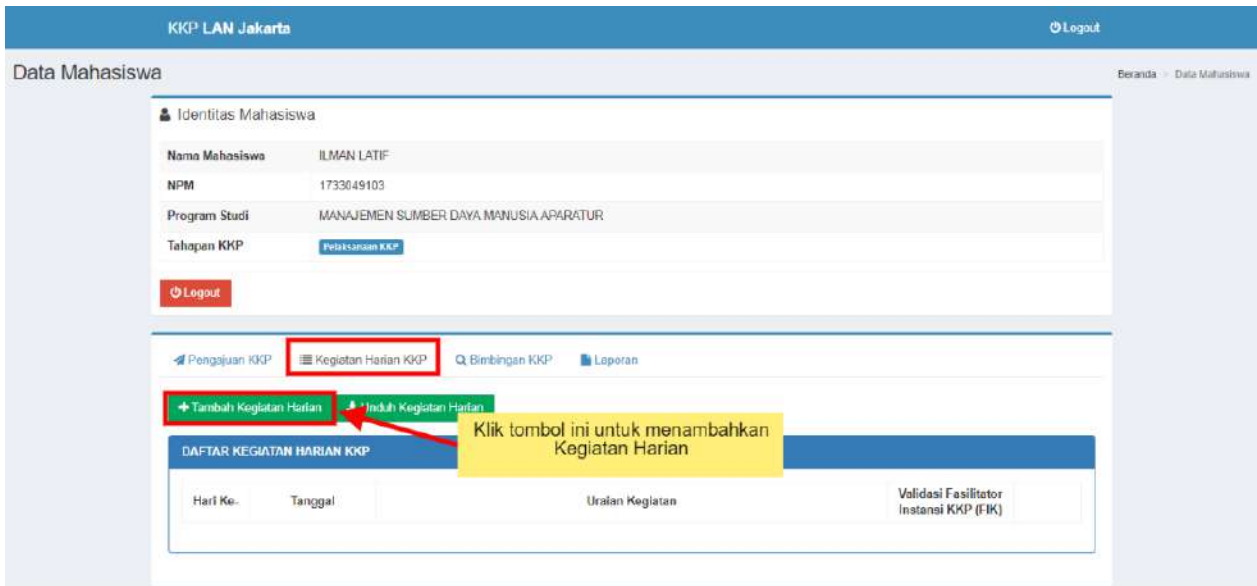 KKP LAN Jakarta
Logout
Data Mahasiswa
Beranda > Data Mahasiswa
Identitas Mahasiswa
Nama Mahasiswa ILMAN LATIF
NPM 1733049103
Program Studi MANAJEMEN SUMBER DAYA MANUSIA APARATUR
Tahapan KKP Pelaksanaan KKP
Logout
Pengajuan KKP Kegiatan Harian KKP Bimbingan KKP Laporan
+ Tambah Kegiatan Harian Unduh Kegiatan Harian
Klik tombol ini untuk menambahkan
Kegiatan Harian
DAFTAR KEGIATAN HARIAN KKP
Hari Ke- Tanggal Uraian Kegiatan Validasi Fasilitator
Instansi KKP (FIK)